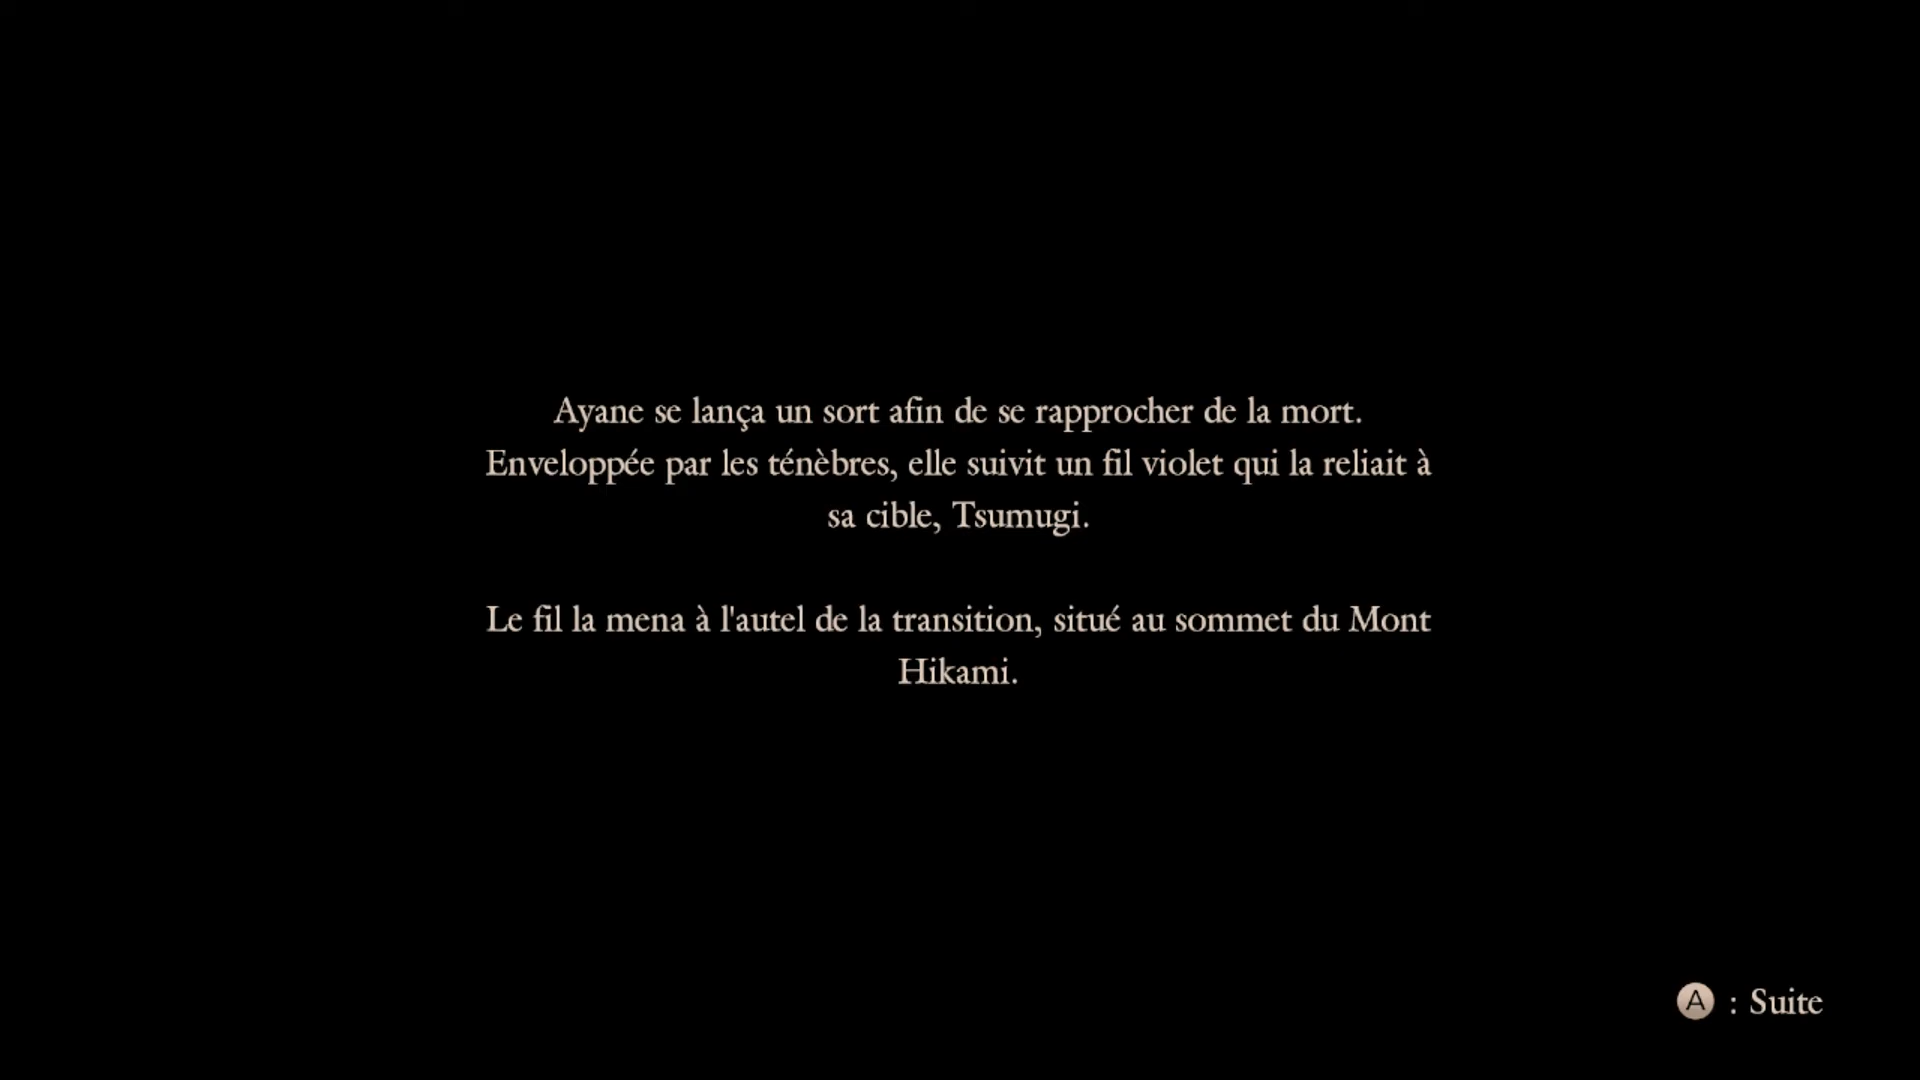 Ayane se lança un sort afin de se rapprocher de la mort.
Enveloppée par les ténèbres, elle suivit un fil violet qui la reliait à
sa cible, Tsumugi.
Le fil la mena à l'autel de la transition, situé au sommet du Mont
Hikami.
A : Suite